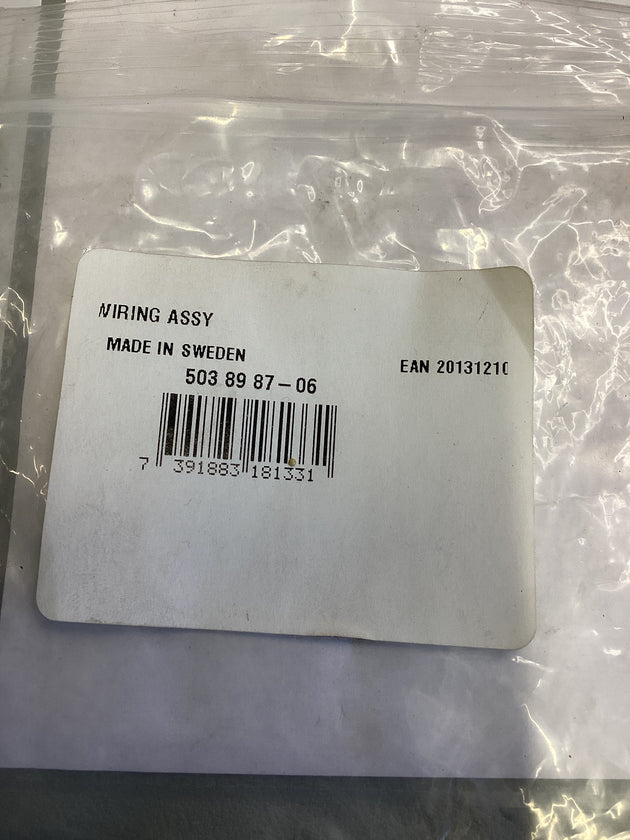 WIRING ASSY
MADE IN SWEDEN
EAN 20131210
503 89 87-06
7 391883 181331